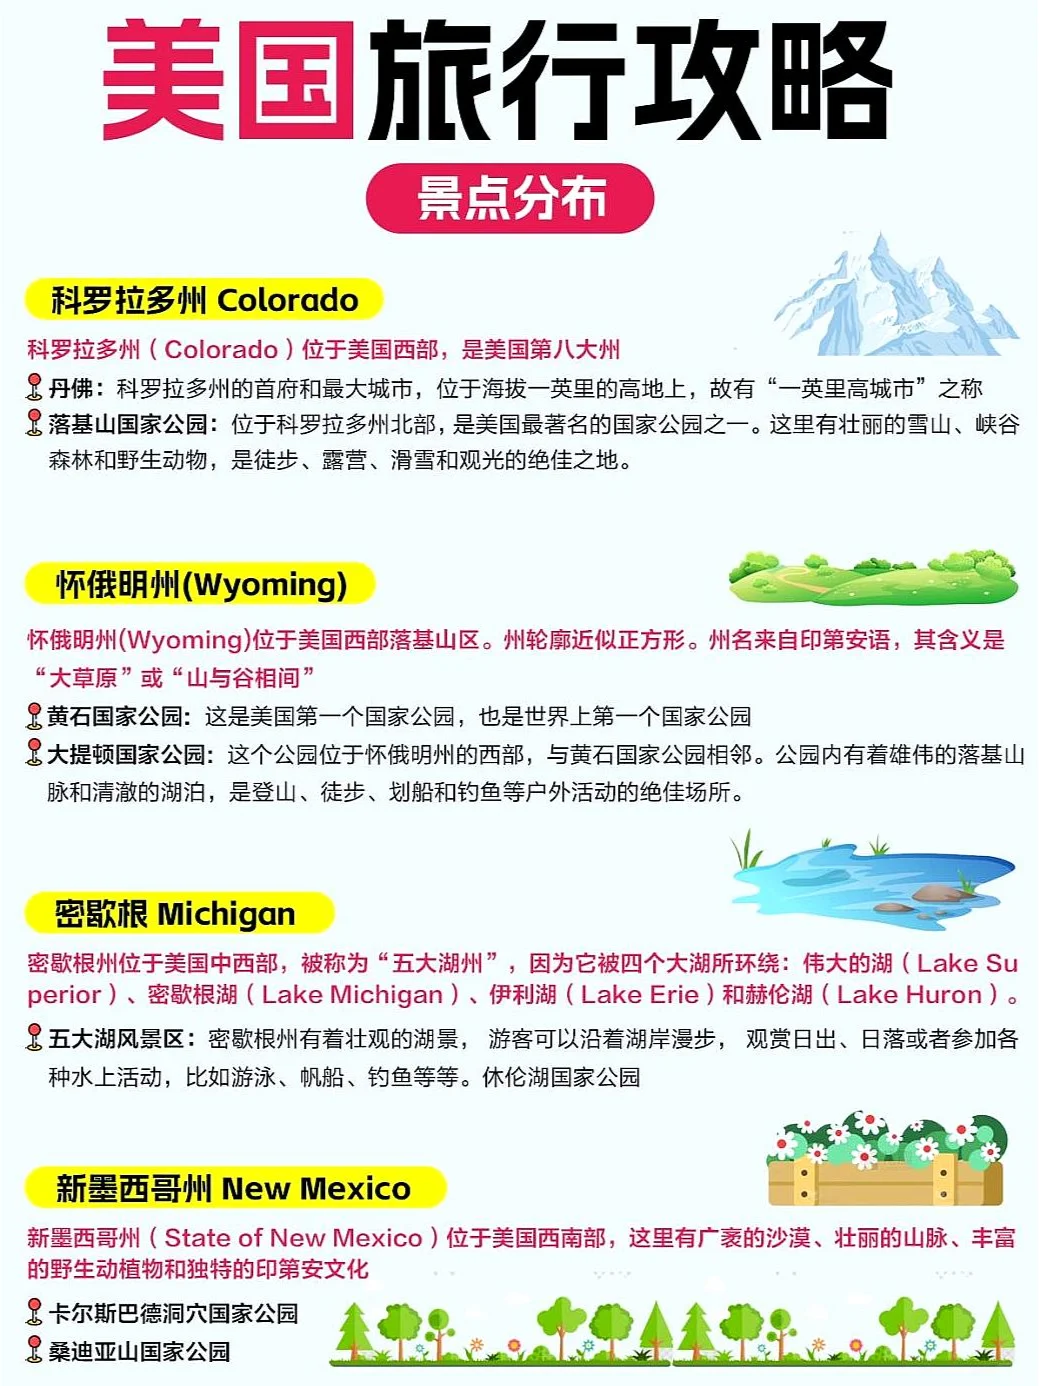 美国旅行攻略
景点分布
科罗拉多州 Colorado
科罗拉多州（Colorado）位于美国西部，是美国第八大州
丹佛：科罗拉多州的首府和最大城市，位于海拔一英里的高地上，故有“一英里高城市”之称
落基山国家公园：位于科罗拉多州北部，是美国最著名的国家公园之一。这里有壮丽的雪山、峡谷
森林和野生动物，是徒步、露营、滑雪和观光的绝佳之地。
怀俄明州(Wyoming)
怀俄明州(Wyoming)位于美国西部落基山区。州轮廓近似正方形。州名来自印第安语，其含义是
“大草原”或“山与谷相间”
黄石国家公园：这是美国第一个国家公园，也是世界上第一个国家公园
大提顿国家公园：这个公园位于怀俄明州的西部，与黄石国家公园相邻。公园内有着雄伟的落基山
脉和清澈的湖泊，是登山、徒步、划船和钓鱼等户外活动的绝佳场所。
密歇根 Michigan
密歇根州位于美国中西部，被称为“五大湖州”，因为它被四个大湖所环绕：伟大的湖（Lake Su
perior）、密歇根湖（Lake Michigan）、伊利湖（Lake Erie）和赫伦湖（Lake Huron）。
五大湖风景区：密歇根州有着壮观的湖景， 游客可以沿着湖岸漫步， 观赏日出、日落或者参加各
种水上活动，比如游泳、帆船、钓鱼等等。休伦湖国家公园
新墨西哥州 New Mexico
新墨西哥州（State of New Mexico）位于美国西南部，这里有广袤的沙漠、壮丽的山脉、丰富
的野生动植物和独特的印第安文化
卡尔斯巴德洞穴国家公园
桑迪亚山国家公园